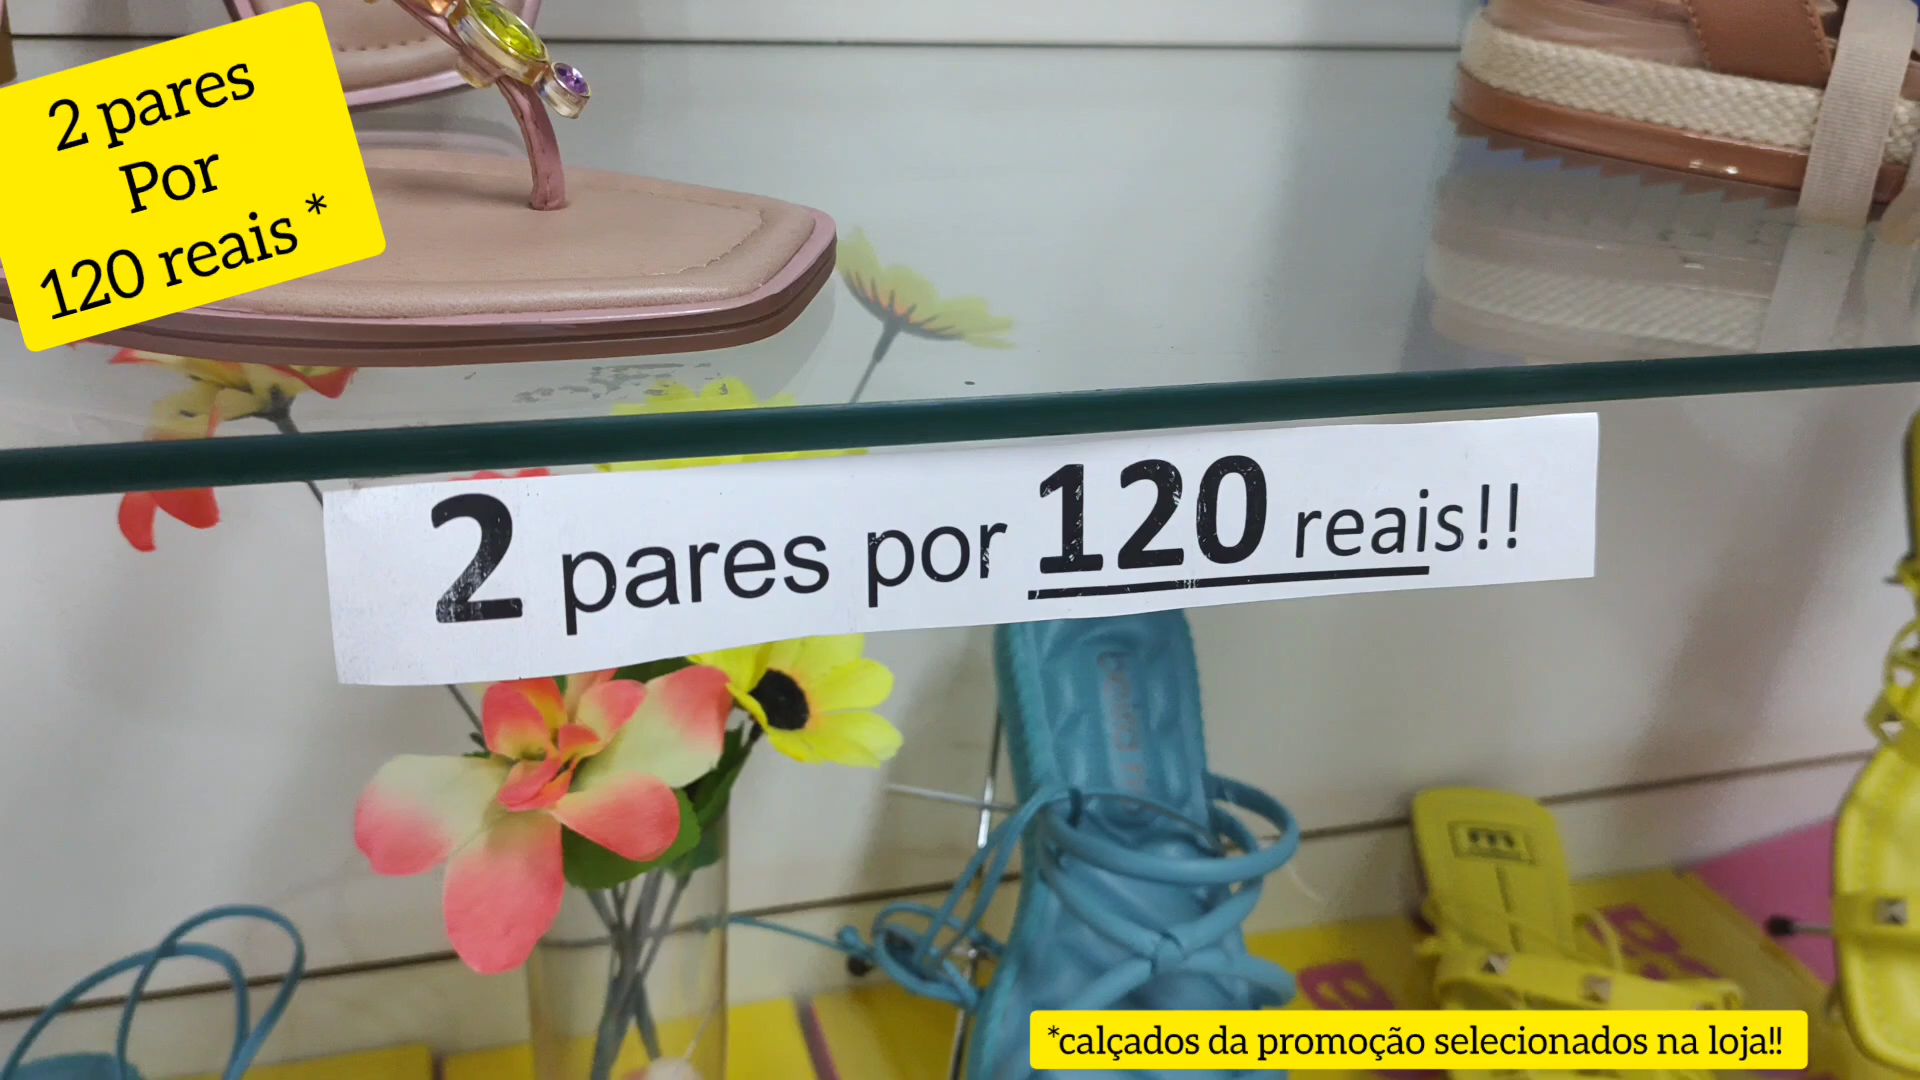 2 pares
Por
120 reais *
2 pares por 120 reais!!
*calçados da promoção selecionados na loja!!